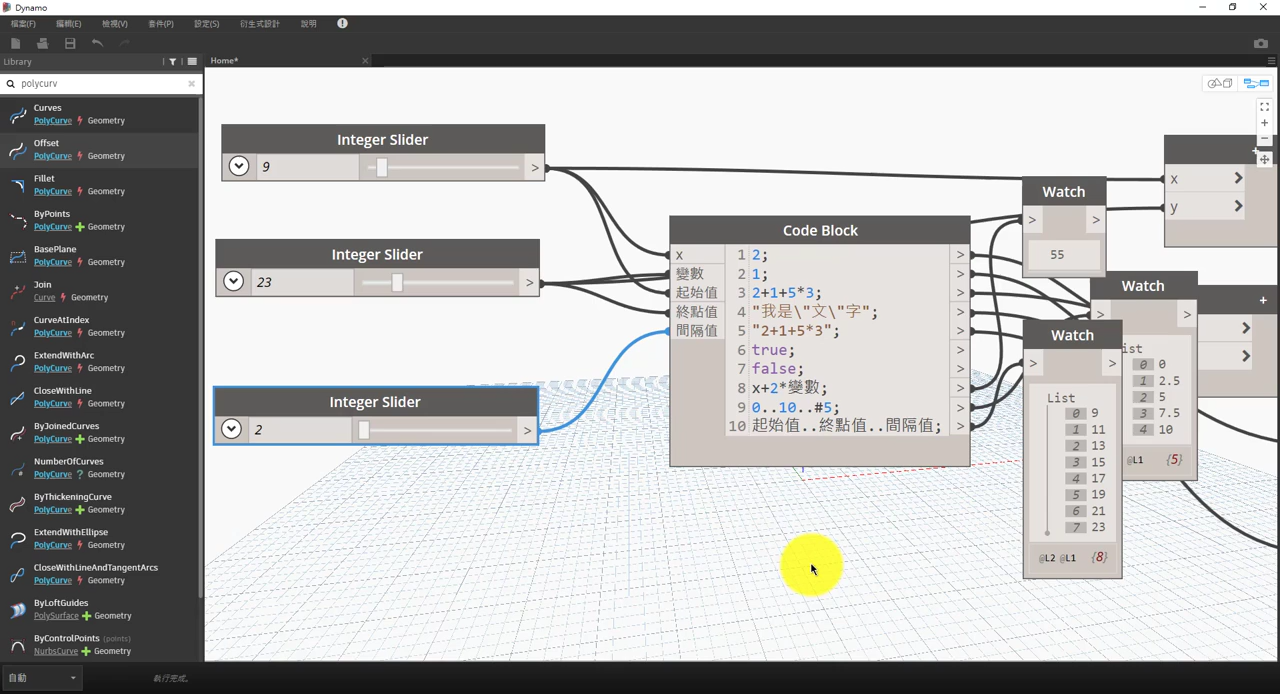 Dynamo
檔案(F) 編輯(E) 檢視(V) 套件(P) 設定(S) 衍生式設計 說明
Library
Home*
polycurv
Curves
PolyCurve Geometry
Offset
PolyCurve Geometry
Fillet
PolyCurve Geometry
ByPoints
PolyCurve Geometry
BasePlane
PolyCurve Geometry
Join
Curve Geometry
CurveAtIndex
PolyCurve Geometry
ExtendWithArc
PolyCurve Geometry
CloseWithLine
PolyCurve Geometry
ByJoinedCurves
PolyCurve Geometry
NumberOfCurves
PolyCurve ? Geometry
ByThickeningCurve
PolyCurve Geometry
ExtendWithEllipse
PolyCurve Geometry
CloseWithLineAndTangentArcs
PolyCurve Geometry
ByLoftGuides
PolySurface Geometry
ByControlPoints (points)
NurbsCurve Geometry
自動
執行完成。
Integer Slider
9 >
Integer Slider
23 >
Integer Slider
2 >
Code Block
x 1 2; >
變數 2 1; >
起始值 3 2+1+5*3; >
終點值 4 "我是\"文\"字"; >
間隔值 5 "2+1+5*3"; >
6 true; >
7 false; >
8 x+2*變數; >
9 0..10..#5; >
10 起始值..終點值..間隔值; >
Watch
> >
55
Watch
> >
ist
0 0
1 2.5
2 5
3 7.5
4 10
@L1 {5}
Watch
> >
List
0 9
1 11
2 13
3 15
4 17
5 19
6 21
7 23
@L2 @L1 {8}
x
y